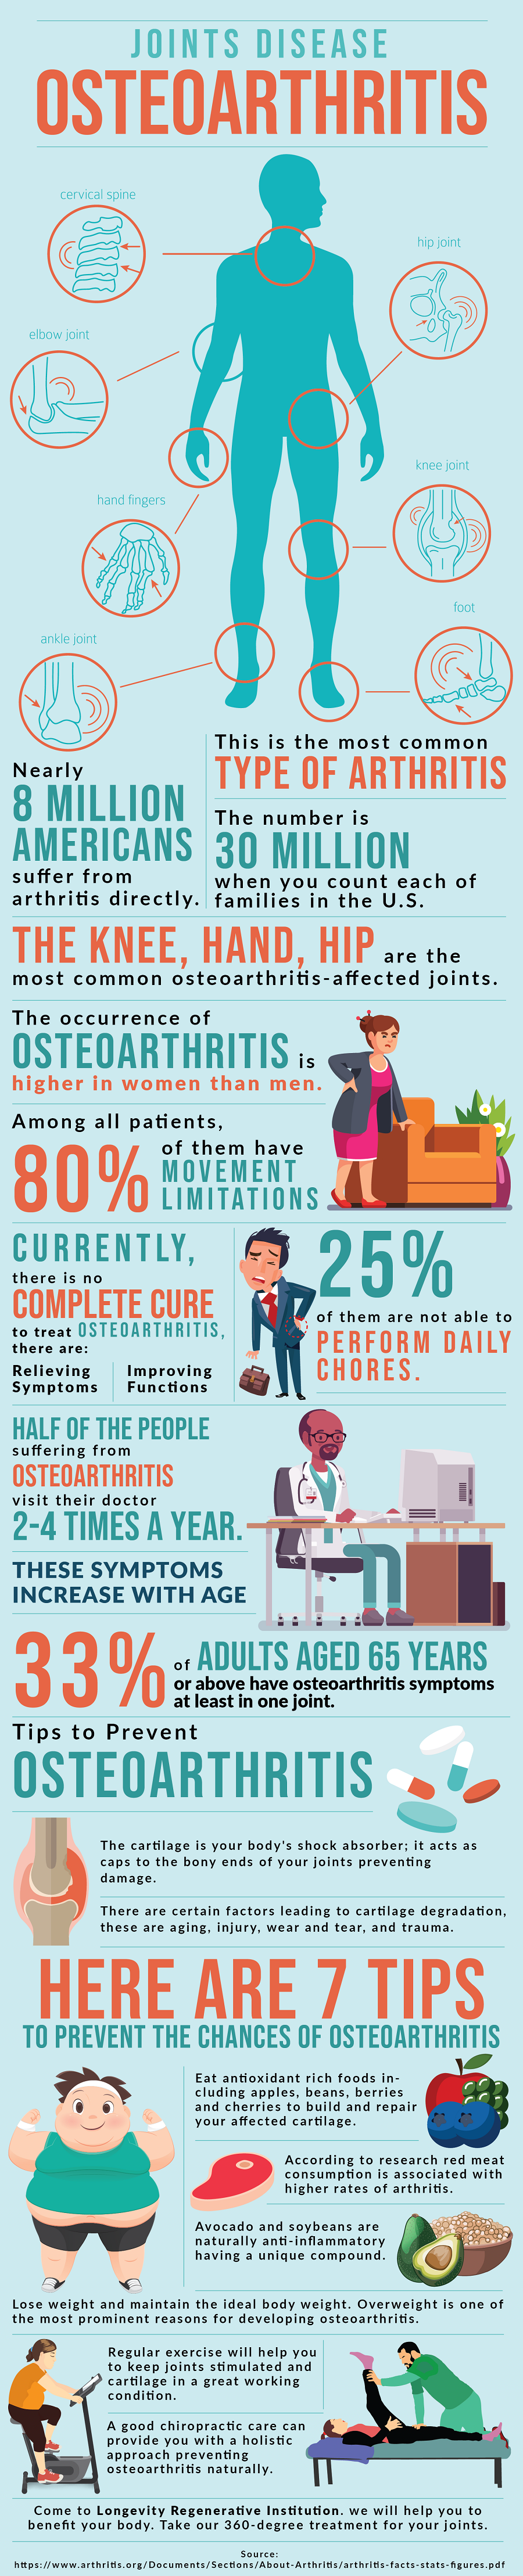 JOINTS DISEASE
OSTEOARTHRITIS
cervical spine
hip joint
elbow joint
knee joint
hand fingers
foot
ankle joint
Nearly
8 MILLION
AMERICANS
suffer from
arthritis directly.
This is the most common
TYPE OF ARTHRITIS
The number is
30 MILLION
when you count each of
families in the U.S.
THE KNEE, HAND, HIP are the
most common osteoarthritis-affected joints.
The occurrence of
OSTEOARTHRITIS is
higher in women than men.
Among all patients,
80% of them have
MOVEMENT
LIMITATIONS
CURRENTLY,
there is no
COMPLETE CURE
to treat OSTEOARTHRITIS,
there are:
Relieving
Symptoms
Improving
Functions
25%
of them are not able to
PERFORM DAILY
CHORES.
HALF OF THE PEOPLE
suffering from
OSTEOARTHRITIS
visit their doctor
2-4 TIMES A YEAR.
THESE SYMPTOMS
INCREASE WITH AGE
33% of ADULTS AGED 65 YEARS
or above have osteoarthritis symptoms
at least in one joint.
Tips to Prevent
OSTEOARTHRITIS
The cartilage is your body's shock absorber; it acts as
caps to the bony ends of your joints preventing
damage.
There are certain factors leading to cartilage degradation,
these are aging, injury, wear and tear, and trauma.
HERE ARE 7 TIPS
TO PREVENT THE CHANCES OF OSTEOARTHRITIS
Eat antioxidant rich foods in-
cluding apples, beans, berries
and cherries to build and repair
your affected cartilage.
According to research red meat
consumption is associated with
higher rates of arthritis.
Avocado and soybeans are
naturally anti-inflammatory
having a unique compound.
Lose weight and maintain the ideal body weight. Overweight is one of
the most prominent reasons for developing osteoarthritis.
Regular exercise will help you
to keep joints stimulated and
cartilage in a great working
condition.
A good chiropractic care can
provide you with a holistic
approach preventing
osteoarthritis naturally.
Come to Longevity Regenerative Institution. we will help you to
benefit your body. Take our 360-degree treatment for your joints.
Source:
https://www.arthritis.org/Documents/Sections/About-Arthritis/arthritis-facts-stats-figures.pdf